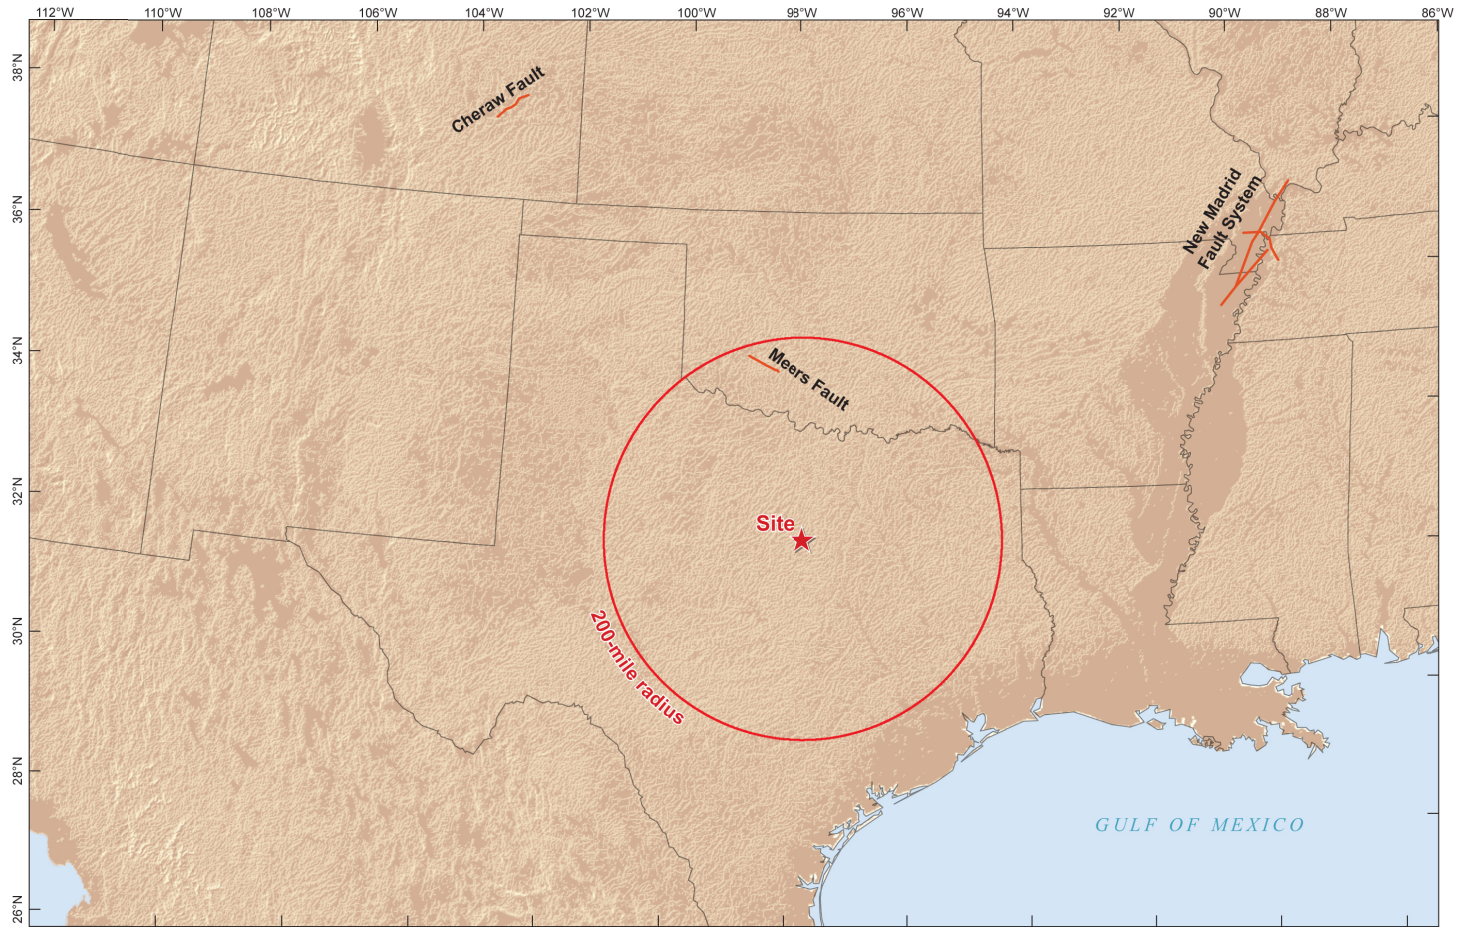 112°W 110°W 106°W 104°W 102°W 100°W 98°W 96°W 94°W 92°W 90°W 88°W 86°W
38°N
36°N
34°N
32°N
30°N
28°N
26°N
Cheraw Fault
New Madrid
Fault System
Meers Fault
Site
200-mile radius
GULF OF MEXICO